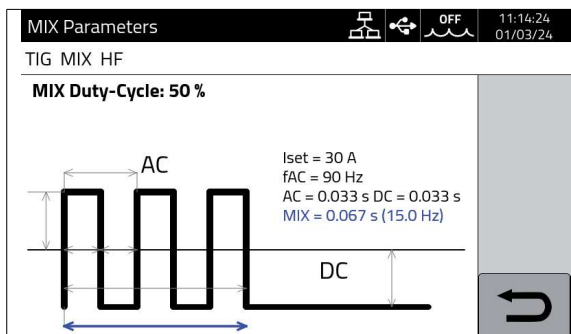 MIX Parameters
OFF
11:14:24
01/03/24
TIG MIX HF
MIX Duty-Cycle: 50 %
AC
Iset = 30 A
fAC = 90 Hz
AC = 0.033 s DC = 0.033 s
MIX = 0.067 s (15.0 Hz)
DC